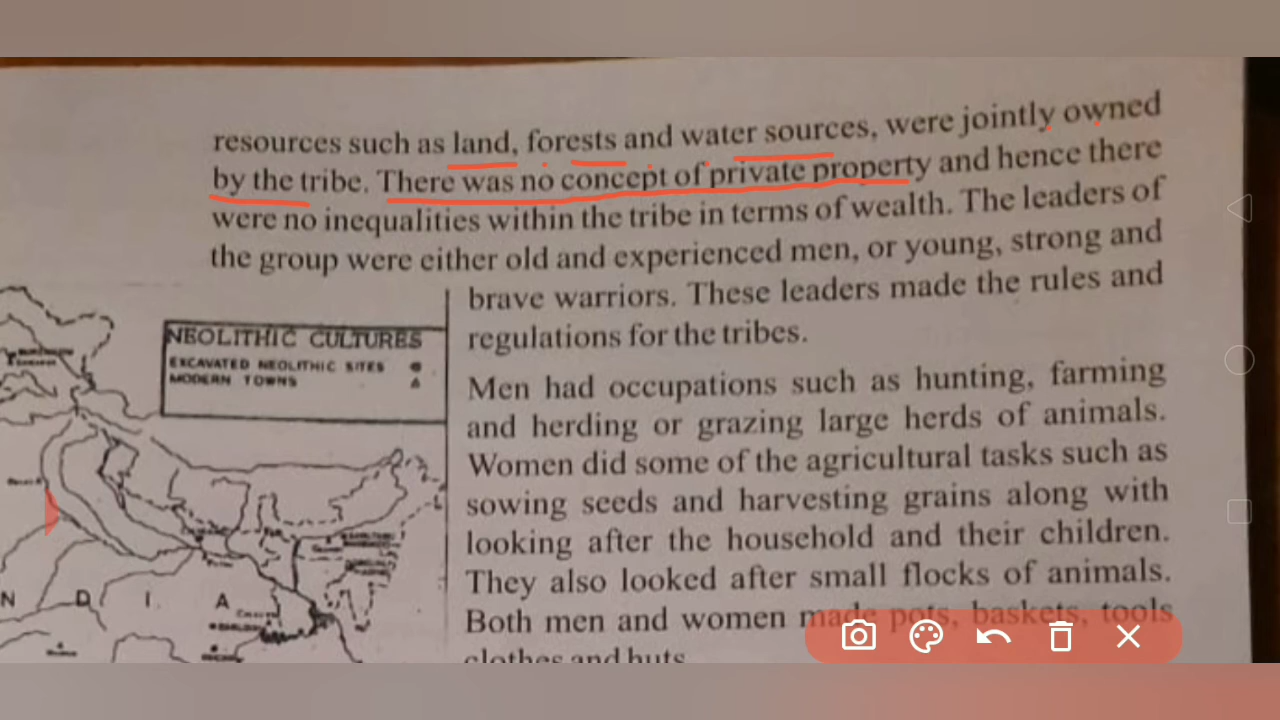 resources such as land, forests and water sources, were jointly owned
by the tribe. There was no concept of private property and hence there
were no inequalities within the tribe in terms of wealth. The leaders of
the group were either old and experienced men, or young, strong and
brave warriors. These leaders made the rules and
regulations for the tribes.
NEOLITHIC CULTURES
EXCAVATED NEOLITHIC SITES
MODERN TOWNS
Men had occupations such as hunting, farming
and herding or grazing large herds of animals.
Women did some of the agricultural tasks such as
sowing seeds and harvesting grains along with
looking after the household and their children.
They also looked after small flocks of animals.
Both men and women made pots, baskets, tools
clothes and huts.
N D I A